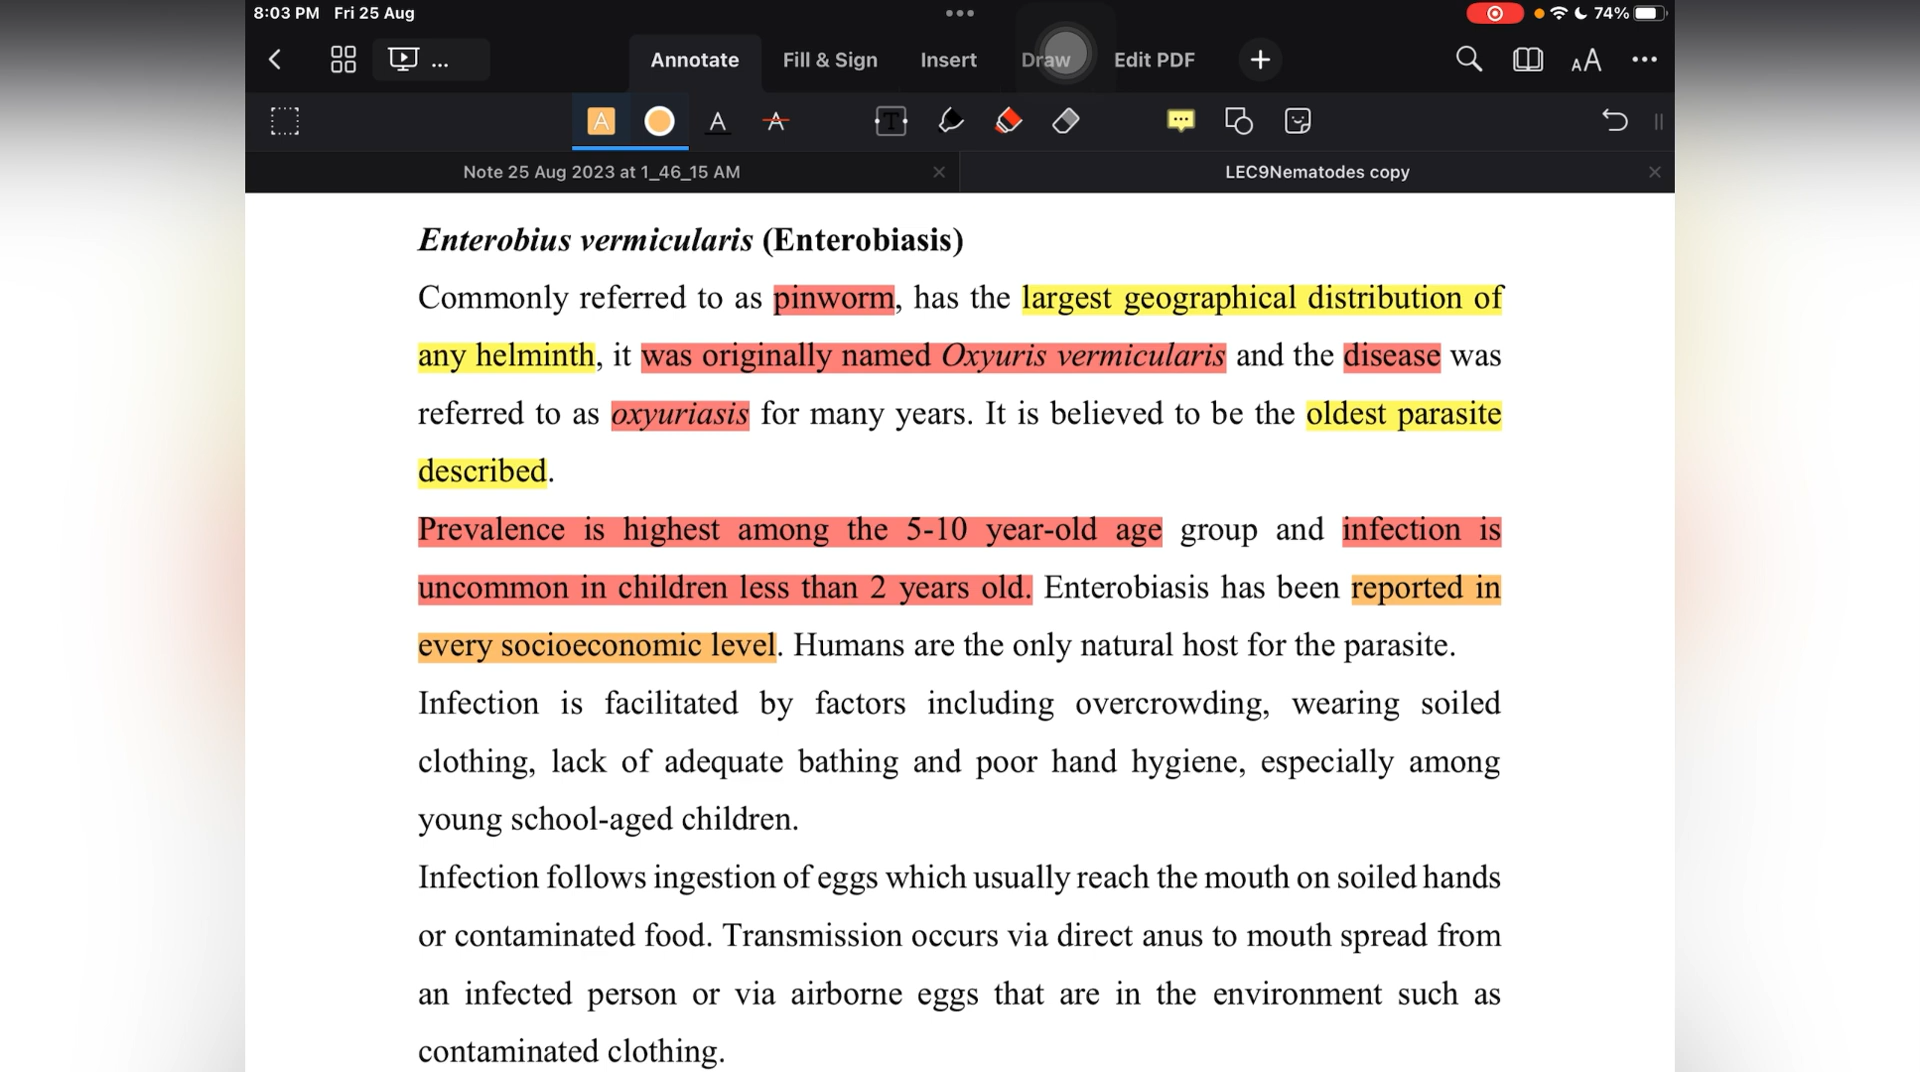 8:03 PM Fri 25 Aug
74%
...
Annotate Fill & Sign Insert Draw Edit PDF +
AA
A A A T
Note 25 Aug 2023 at 1_46_15 AM
LEC9Nematodes copy
Enterobius vermicularis (Enterobiasis)
Commonly referred to as pinworm, has the largest geographical distribution of
any helminth, it was originally named Oxyuris vermicularis and the disease was
referred to as oxyuriasis for many years. It is believed to be the oldest parasite
described.
Prevalence is highest among the 5-10 year-old age group and infection is
uncommon in children less than 2 years old. Enterobiasis has been reported in
every socioeconomic level. Humans are the only natural host for the parasite.
Infection is facilitated by factors including overcrowding, wearing soiled
clothing, lack of adequate bathing and poor hand hygiene, especially among
young school-aged children.
Infection follows ingestion of eggs which usually reach the mouth on soiled hands
or contaminated food. Transmission occurs via direct anus to mouth spread from
an infected person or via airborne eggs that are in the environment such as
contaminated clothing.